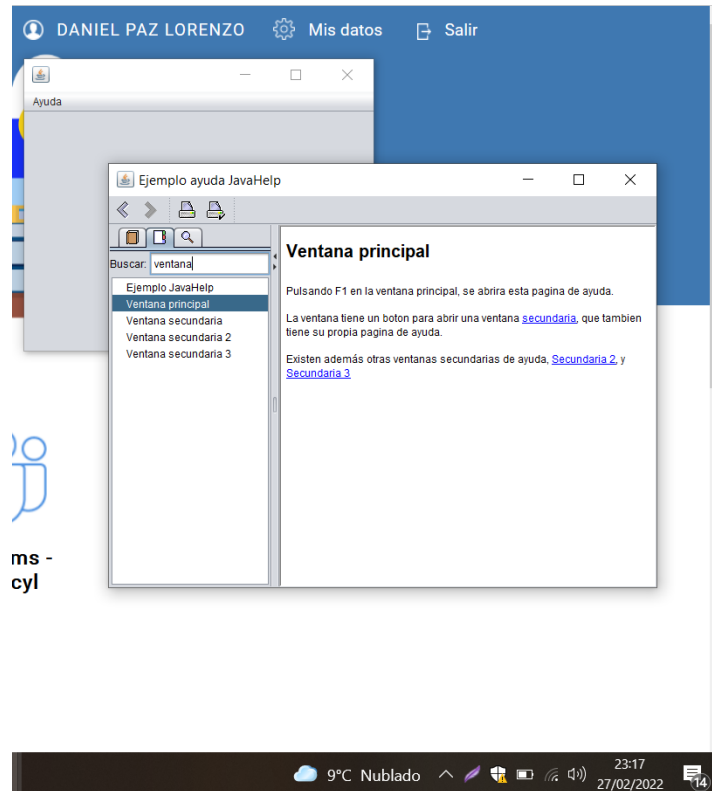 DANIEL PAZ LORENZO Mis datos Salir
Ayuda
Ejemplo ayuda JavaHelp
Buscar: ventana
Ejemplo JavaHelp
Ventana principal
Ventana secundaria
Ventana secundaria 2
Ventana secundaria 3
Ventana principal
Pulsando F1 en la ventana principal, se abrira esta pagina de ayuda.
La ventana tiene un boton para abrir una ventana secundaria, que tambien
tiene su propia pagina de ayuda.
Existen además otras ventanas secundarias de ayuda, Secundaria 2, y
Secundaria 3
ms -
cyl
9°C Nublado
23:17
27/02/2022
14